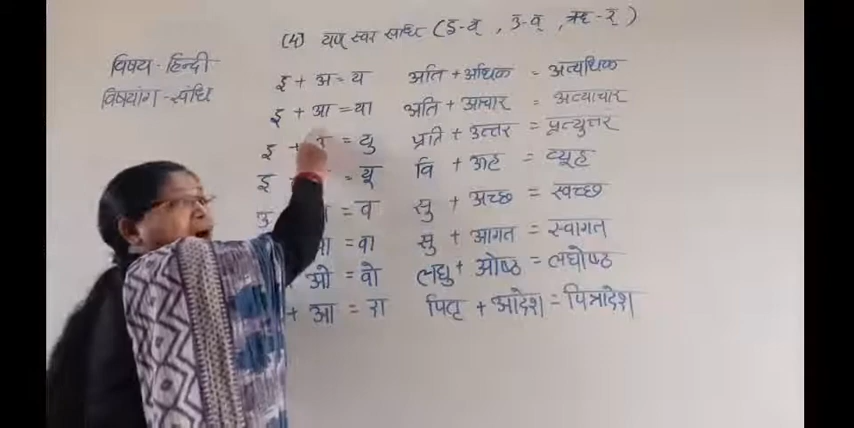 (4) यण् स्वर संधि (इ-य् , उ-व् , ऋ-र् )
विषय - हिन्दी
विषयांग - संधि
इ + अ = य अति + अधिक = अत्यधिक
इ + आ = या अति + आचार = अत्याचार
इ + = यु प्रति + उत्तर = प्रत्युत्तर
इ = यू वि + ऊह = व्यूह
उ = व सु + अच्छ = स्वच्छ
= वा सु + आगत = स्वागत
ओ = वो लघु + ओष्ठ = लघोष्ठ
+ आ = रा पितृ + आदेश = पित्रादेश